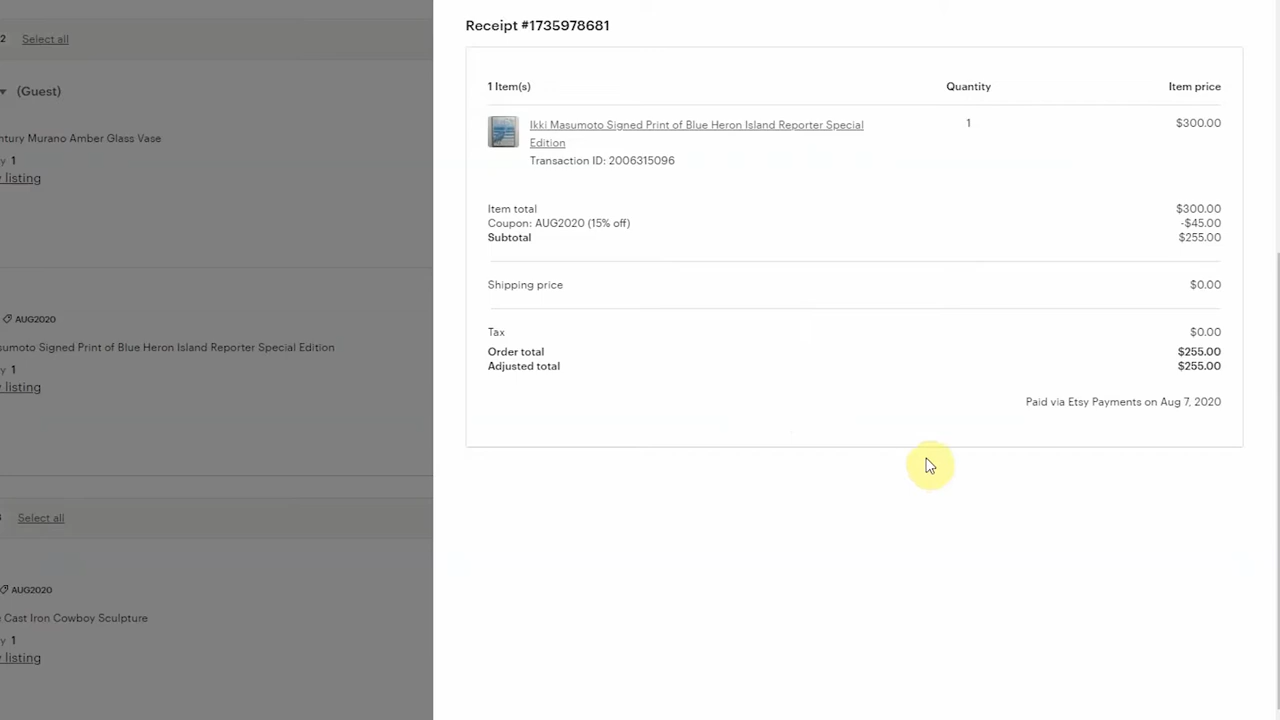 2 Select all
(Guest)
ntury Murano Amber Glass Vase
y 1
listing
AUG2020
sumoto Signed Print of Blue Heron Island Reporter Special Edition
y 1
listing
Select all
AUG2020
Cast Iron Cowboy Sculpture
y 1
listing
Receipt #1735978681
1 Item(s) Quantity Item price
Ikki Masumoto Signed Print of Blue Heron Island Reporter Special 1 $300.00
Edition
Transaction ID: 2006315096
Item total $300.00
Coupon: AUG2020 (15% off) -$45.00
Subtotal $255.00
Shipping price $0.00
Tax $0.00
Order total $255.00
Adjusted total $255.00
Paid via Etsy Payments on Aug 7, 2020